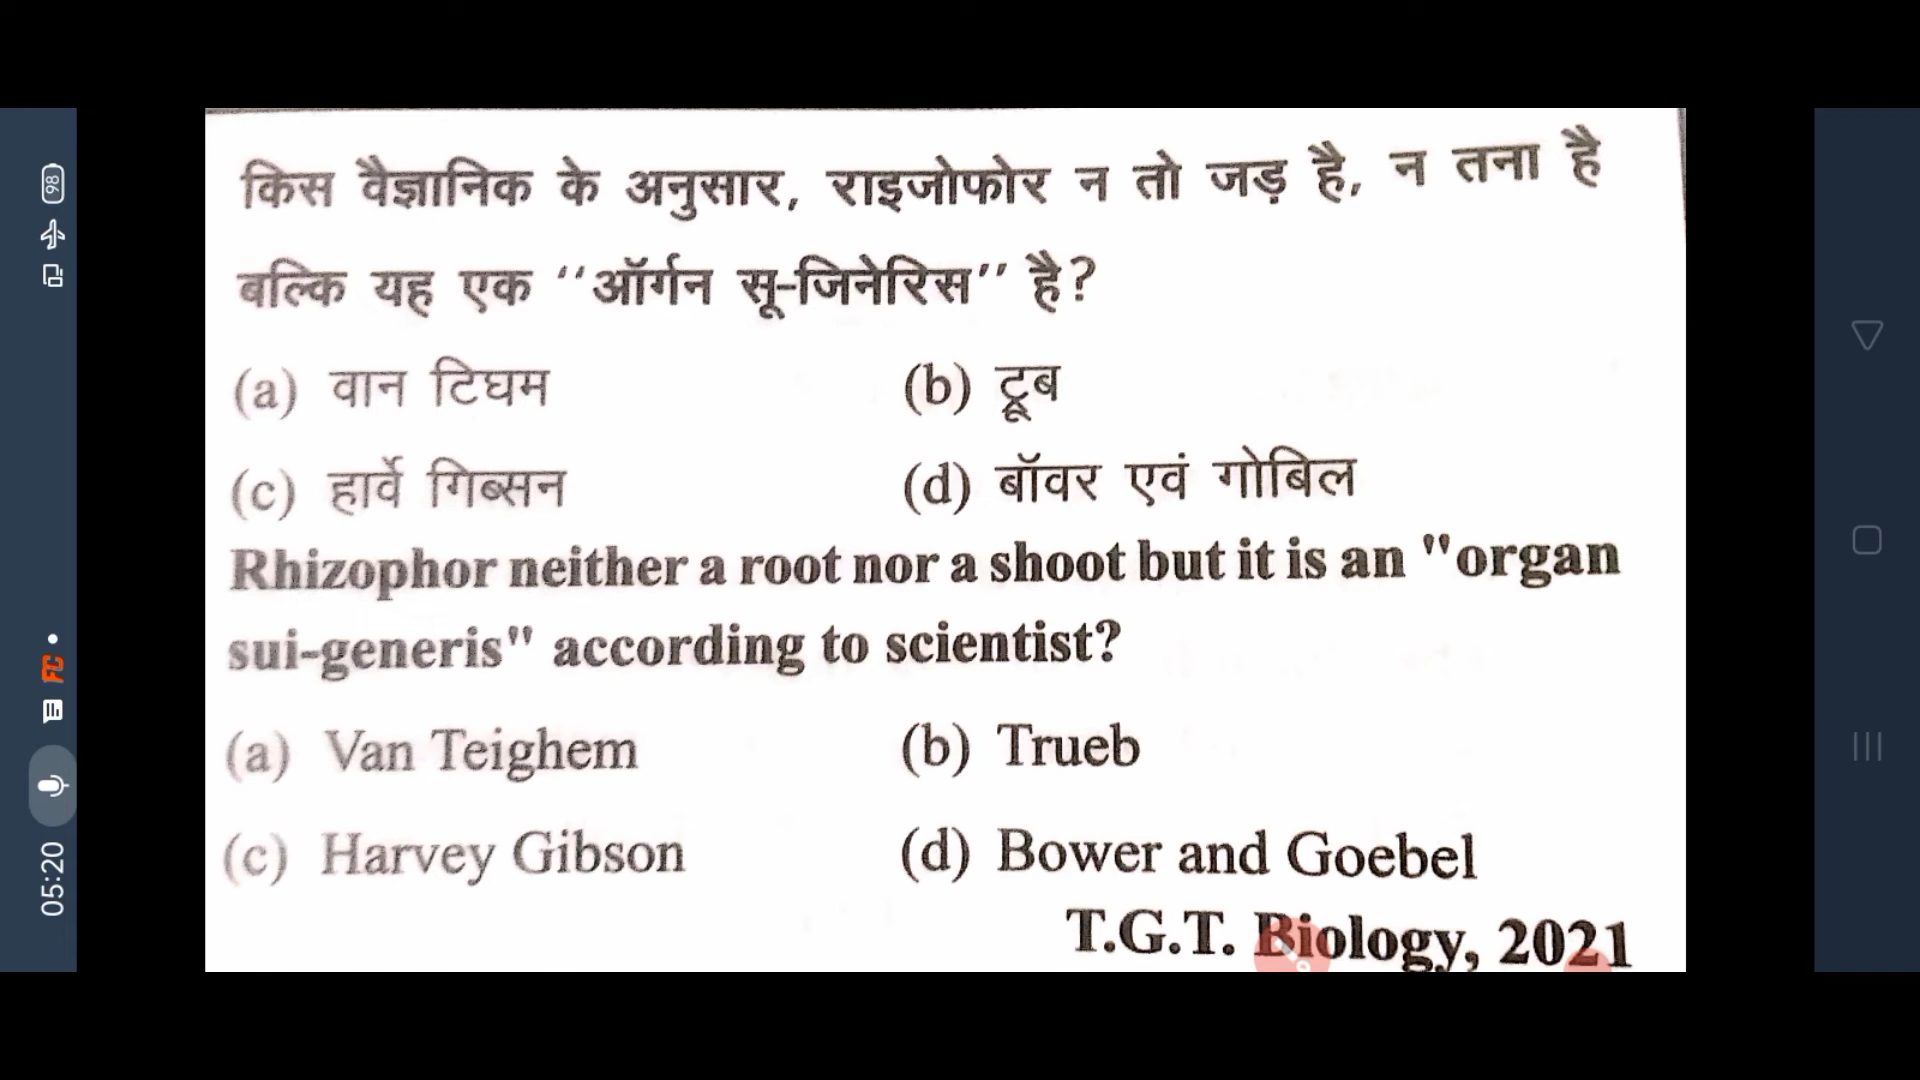 किस वैज्ञानिक के अनुसार, राइजोफोर न तो जड़ है, न तना है
बल्कि यह एक ‘‘ऑर्गन सू-जिनेरिस’’ है?
(a) वान टिघम (b) ट्रूब
(c) हार्वे गिब्सन (d) बॉवर एवं गोबिल
Rhizophor neither a root nor a shoot but it is an "organ
sui-generis" according to scientist?
(a) Van Teighem (b) Trueb
(c) Harvey Gibson (d) Bower and Goebel
T.G.T. Biology, 2021
98
FC
05:20